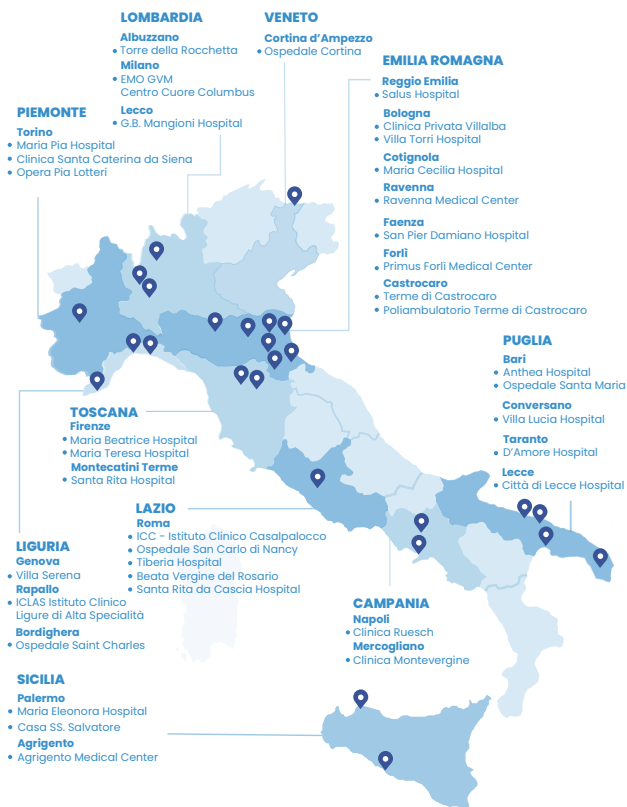 LOMBARDIA
Albuzzano
• Torre della Rocchetta
Milano
• EMO GVM
Centro Cuore Columbus
Lecco
• G.B. Mangioni Hospital
VENETO
Cortina d'Ampezzo
• Ospedale Cortina
EMILIA ROMAGNA
Reggio Emilia
• Salus Hospital
Bologna
• Clinica Privata Villalba
• Villa Torri Hospital
Cotignola
• Maria Cecilia Hospital
Ravenna
• Ravenna Medical Center
Faenza
• San Pier Damiano Hospital
Forlì
• Primus Forlì Medical Center
Castrocaro
• Terme di Castrocaro
• Poliambulatorio Terme di Castrocaro
PIEMONTE
Torino
• Maria Pia Hospital
• Clinica Santa Caterina da Siena
• Opera Pia Lotteri
PUGLIA
Bari
• Anthea Hospital
• Ospedale Santa Maria
Conversano
• Villa Lucia Hospital
Taranto
• D'Amore Hospital
Lecce
• Città di Lecce Hospital
TOSCANA
Firenze
• Maria Beatrice Hospital
• Maria Teresa Hospital
Montecatini Terme
• Santa Rita Hospital
LAZIO
Roma
• ICC - Istituto Clinico Casalpalocco
• Ospedale San Carlo di Nancy
• Tiberia Hospital
• Beata Vergine del Rosario
• Santa Rita da Cascia Hospital
LIGURIA
Genova
• Villa Serena
Rapallo
• ICLAS Istituto Clinico
Ligure di Alta Specialità
Bordighera
• Ospedale Saint Charles
CAMPANIA
Napoli
• Clinica Ruesch
Mercogliano
• Clinica Montevergine
SICILIA
Palermo
• Maria Eleonora Hospital
• Casa SS. Salvatore
Agrigento
• Agrigento Medical Center